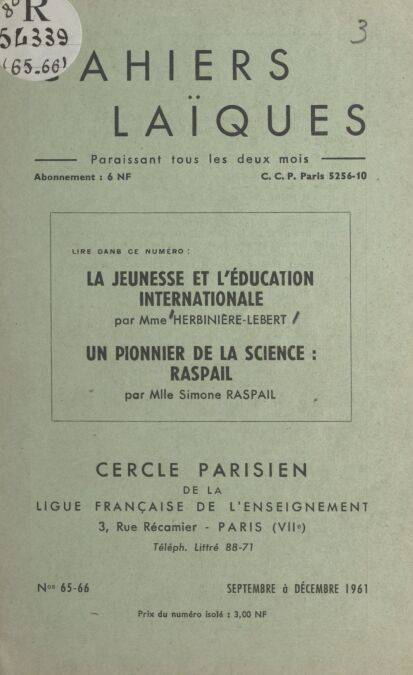 8° R
54339
(65-66)
3
CAHIERS
LAÏQUES
Paraissant tous les deux mois
Abonnement : 6 NF C. C. P. Paris 5256-10
LIRE DANS CE NUMÉRO :
LA JEUNESSE ET L'ÉDUCATION
INTERNATIONALE
par Mme HERBINIÈRE-LEBERT
UN PIONNIER DE LA SCIENCE :
RASPAIL
par Mlle Simone RASPAIL
CERCLE PARISIEN
DE LA
LIGUE FRANÇAISE DE L'ENSEIGNEMENT
3, Rue Récamier - PARIS (VIIe)
Téléph. Littré 88-71
Nos 65-66 SEPTEMBRE à DÉCEMBRE 1961
Prix du numéro isolé : 3,00 NF